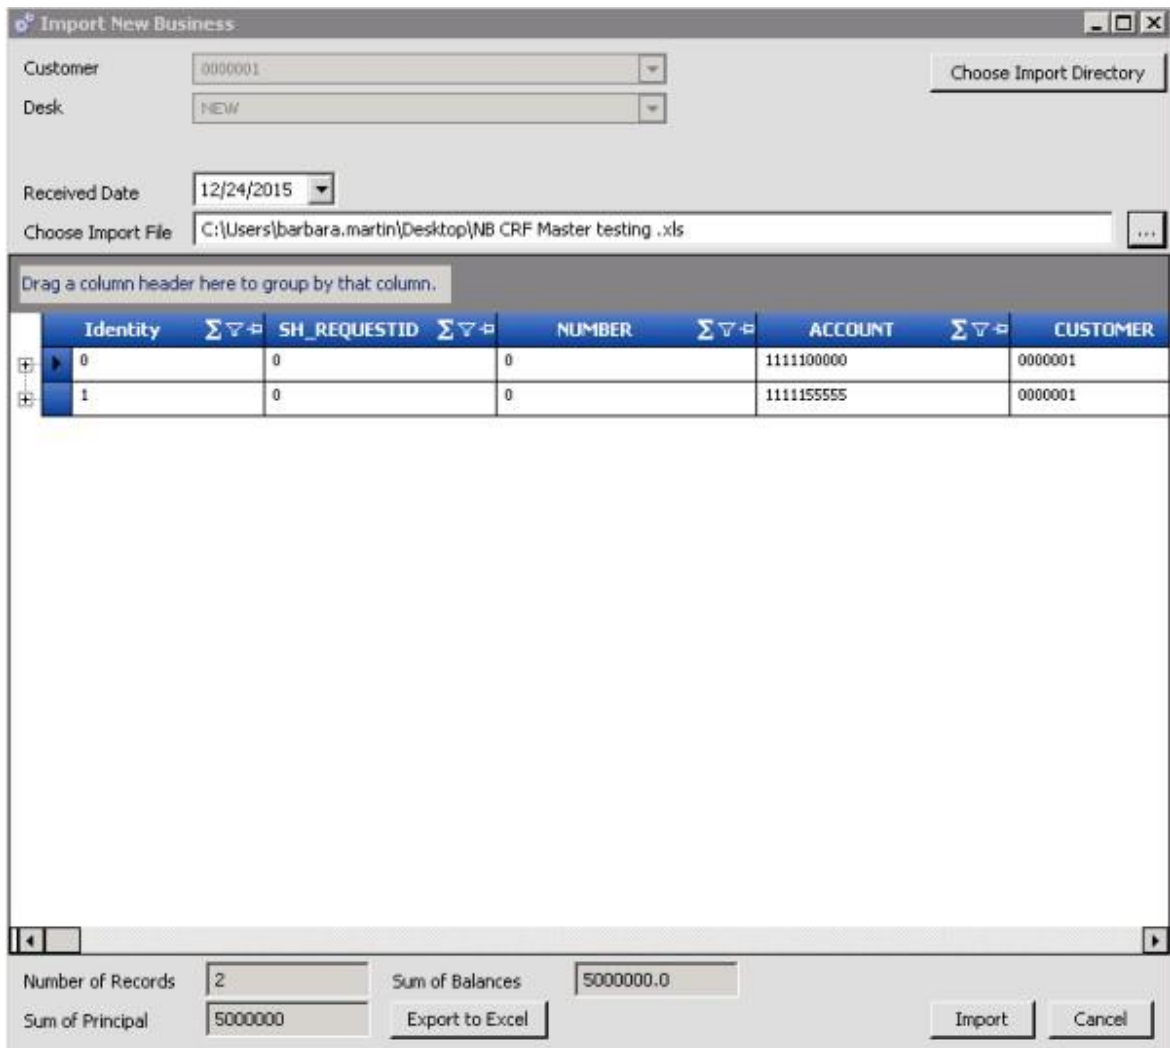 Import New Business
Customer 0000001 Choose Import Directory
Desk NEW
Received Date 12/24/2015
Choose Import File C:\Users\barbara.martin\Desktop\NB CRF Master testing .xls ...
Drag a column header here to group by that column.
Identity SH_REQUESTID NUMBER ACCOUNT CUSTOMER
0 0 0 1111100000 0000001
1 0 0 1111155555 0000001
Number of Records 2 Sum of Balances 5000000.0
Sum of Principal 5000000 Export to Excel Import Cancel